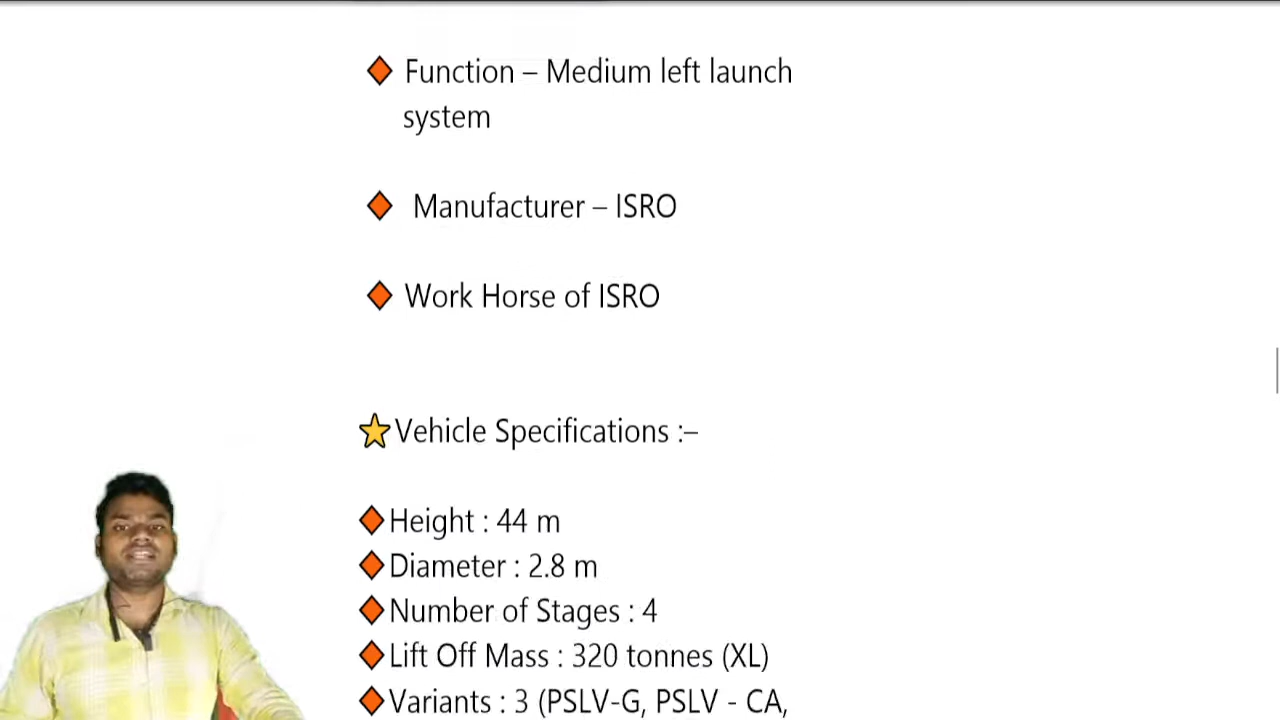 Function – Medium left launch
system
Manufacturer – ISRO
Work Horse of ISRO
Vehicle Specifications :–
Height : 44 m
Diameter : 2.8 m
Number of Stages : 4
Lift Off Mass : 320 tonnes (XL)
Variants : 3 (PSLV-G, PSLV - CA,